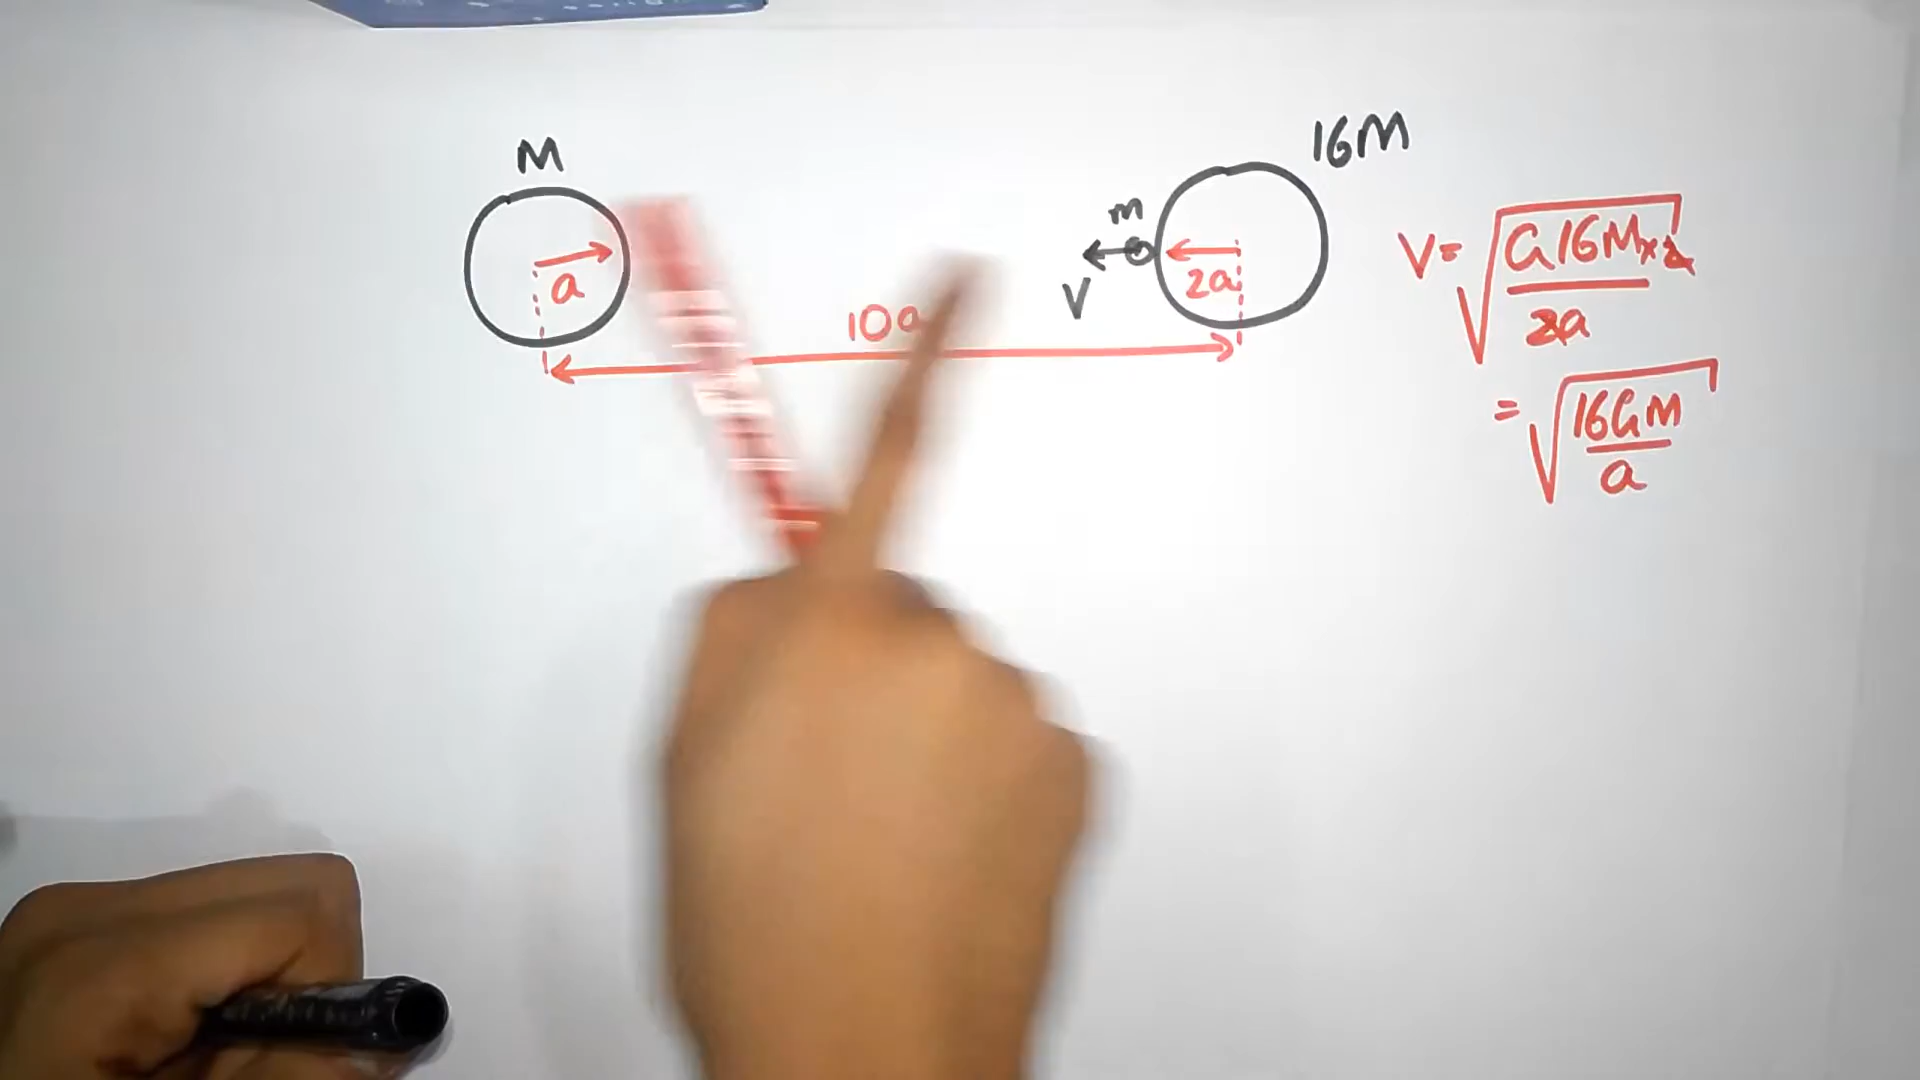 M
16M
m
a
2a
V
10a
V = √(G16M×2 / 2a)
= √(16GM / a)